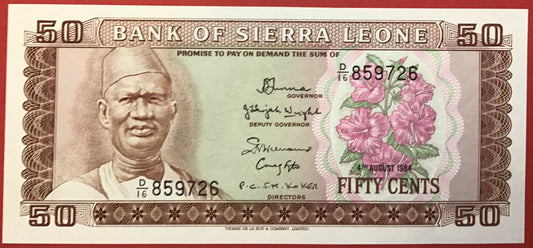 50 BANK OF SIERRA LEONE 50
PROMISE TO PAY ON DEMAND THE SUM OF
D/16 859726
GOVERNOR
DEPUTY GOVERNOR
4TH AUGUST 1984
D/16 859726
P.C.S.M. KOKER
FIFTY CENTS
DIRECTORS
50 50
THOMAS DE LA RUE & COMPANY, LIMITED.